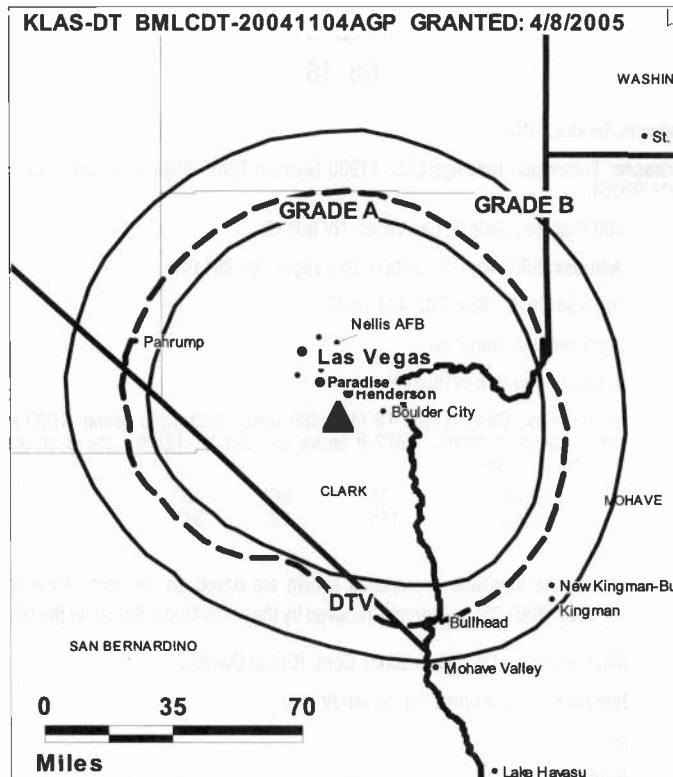 KLAS-DT BMLCDT-20041104AGP GRANTED: 4/8/2005
WASHIN
St.
GRADE A
GRADE B
Nellis AFB
Pahrump
Las Vegas
Paradise
Henderson
Boulder City
CLARK
MOHAVE
New Kingman-Bu
DTV
Kingman
Bullhead
SAN BERNARDINO
Mohave Valley
0 35 70
Miles
Lake Havasu